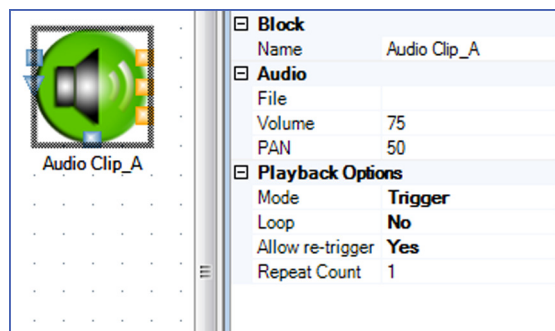 Audio Clip_A
Block
Name Audio Clip_A
Audio
File
Volume 75
PAN 50
Playback Options
Mode Trigger
Loop No
Allow re-trigger Yes
Repeat Count 1